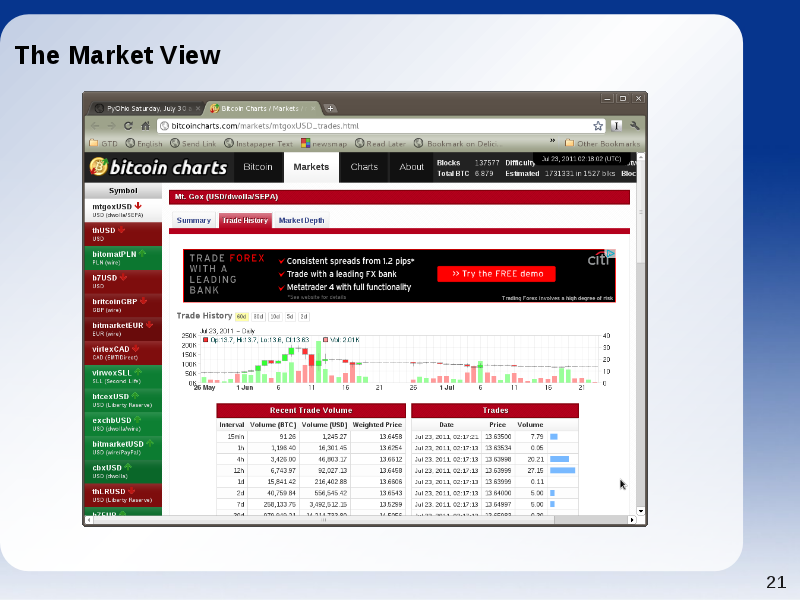 The Market View
PyOhio Saturday, July 30 a
Bitcoin Charts / Markets
bitcoincharts.com/markets/mtgoxUSD_trades.html
GTD English Send Link Instapaper Text newsmap Read Later Bookmark on Delici... » Other Bookmarks
bitcoin charts
Bitcoin Markets Charts About
Blocks 137577 Difficulty
Total BTC 6.879 Estimated 1731331 in 1527 blks Bloc
Jul 23, 2011 02:18:02 (UTC)
Symbol
mtgoxUSD
USD (dwolla/SEPA)
thUSD
USD
bitomatPLN
PLN (wire)
b7USD
USD
britcoinGBP
GBP (wire)
bitmarketEUR
EUR (wire)
virtexCAD
CAD (EMT/Direct)
virwoxSLL
SLL (Second Life)
btcexUSD
USD (Liberty Reserve)
exchbUSD
USD (dwolla/wire)
bitmarketUSD
USD (wire/PayPal)
cbxUSD
USD (dwolla)
thLRUSD
USD (Liberty Reserve)
b7EUR
Mt. Gox (USD/dwolla/SEPA)
Summary Trade History Market Depth
TRADE FOREX
WITH A
LEADING
BANK
Consistent spreads from 1.2 pips*
Trade with a leading FX bank
Metatrader 4 with full functionality
*See website for details
>> Try the FREE demo
citi
Trading Forex involves a high degree of risk
Trade History 60d 30d 10d 5d 2d
Jul 23, 2011 - Daily
Op:13.7, Hi:13.7, Lo:13.6, Cl:13.63 Vol: 2.01K
250K
200K
150K
100K
50K
0K
40
30
20
10
0
26 May 1 Jun 6 11 16 21 26 1 Jul 6 11 16 21
Recent Trade Volume
Interval Volume [BTC] Volume [USD] Weighted Price
15min 91.26 1,245.27 13.6458
1h 1,196.40 16,301.45 13.6254
4h 3,426.00 46,803.17 13.6612
12h 6,743.97 92,027.13 13.6458
1d 15,841.42 216,402.88 13.6606
2d 40,759.84 556,545.42 13.6543
7d 258,133.75 3,492,512.15 13.5299
Trades
Date Price Volume
Jul 23, 2011, 02:17:21 13.63500 7.79
Jul 23, 2011, 02:17:13 13.63534 0.05
Jul 23, 2011, 02:17:13 13.63998 20.21
Jul 23, 2011, 02:17:13 13.63999 27.15
Jul 23, 2011, 02:17:13 13.63999 0.11
Jul 23, 2011, 02:17:13 13.64000 5.00
Jul 23, 2011, 02:17:13 13.64997 5.00
21